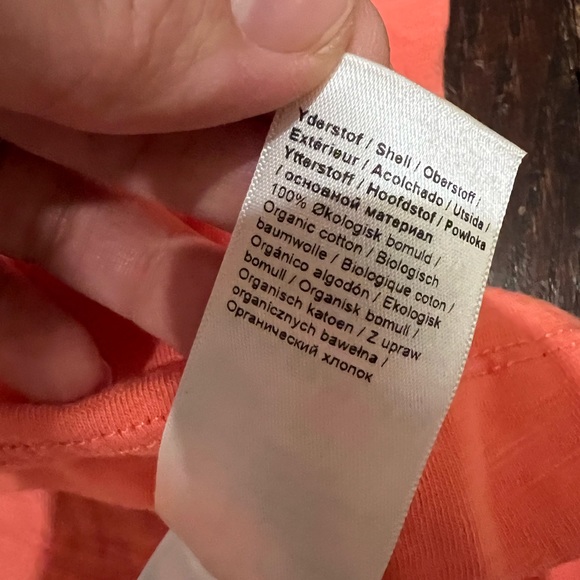 Yderstof / Shell / Oberstoff /
Extérieur / Acolchado / Utsida /
Ytterstoff / Hoofdstof / Powłoka
/ основной материал
100% Økologisk bomuld /
Organic cotton / Biologisch
baumwolle / Biologique coton /
Orgánico algodón / Ekologisk
bomull / Organisk bomull /
Organisch katoen / Z upraw
organicznych bawełna /
Органический хлопок